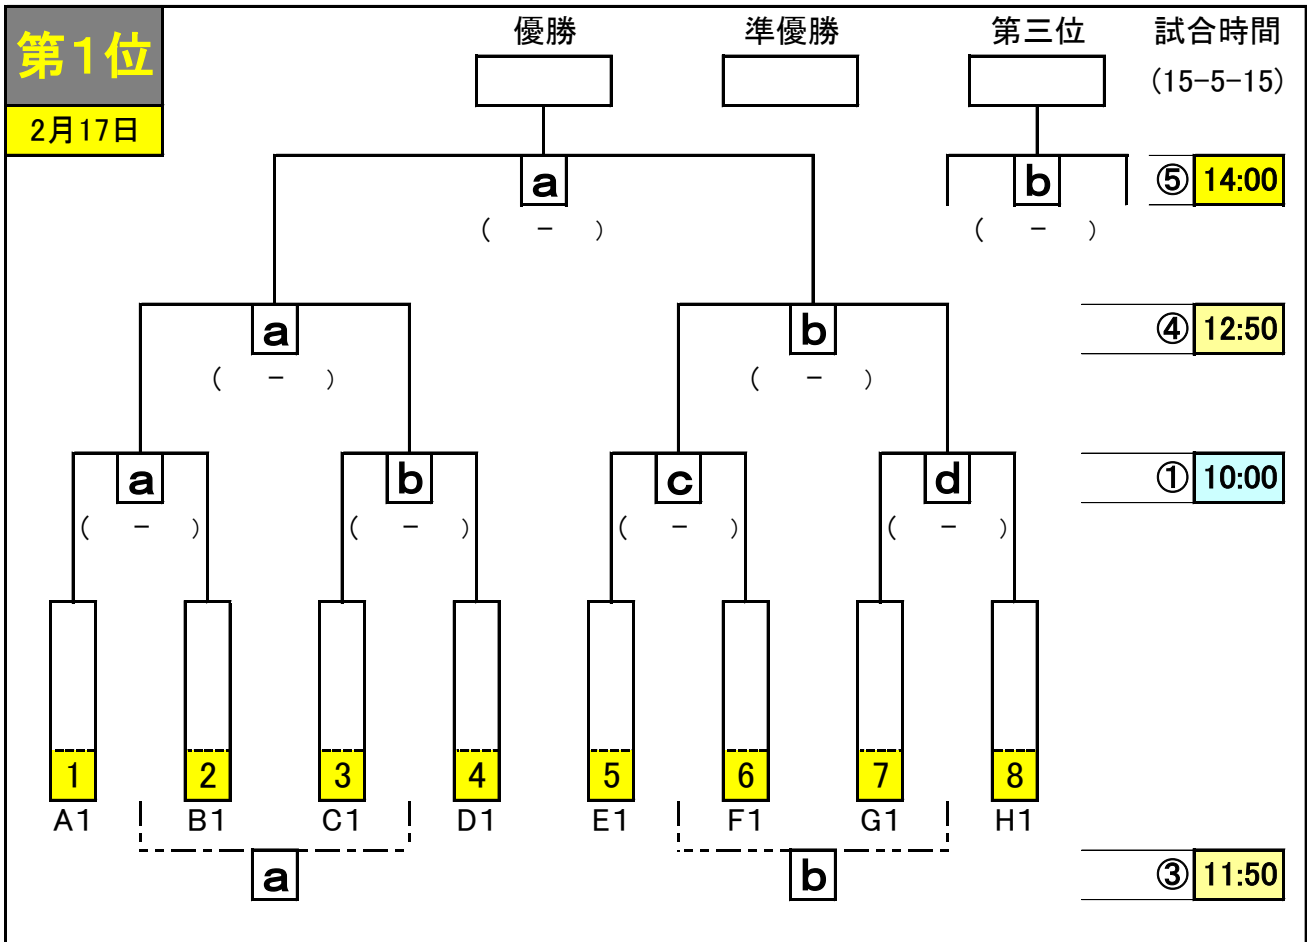 第1位
優勝
準優勝
第三位
試合時間
(15-5-15)
2月17日
a
b
⑤ 14:00
( - )
( - )
a
b
④ 12:50
( - )
( - )
a
b
c
d
① 10:00
( - )
( - )
( - )
( - )
1
2
3
4
5
6
7
8
A1
B1
C1
D1
E1
F1
G1
H1
a
b
③ 11:50